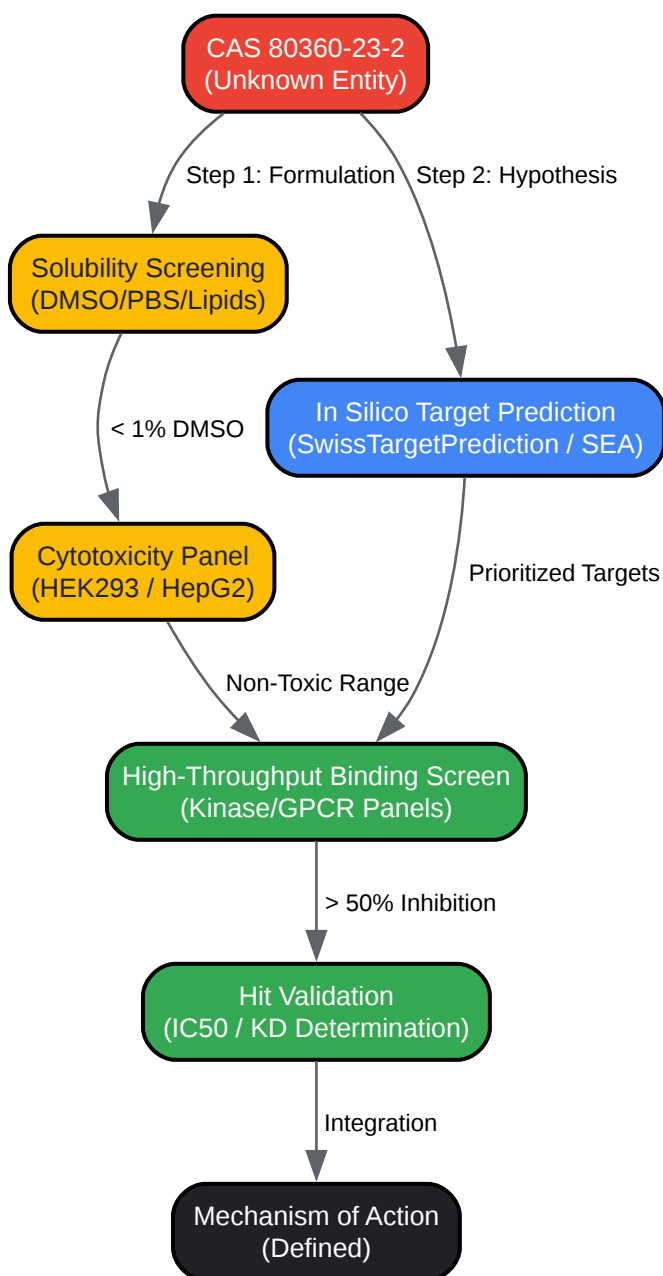 CAS 80360-23-2
(Unknown Entity)
Step 1: Formulation
Step 2: Hypothesis
Solubility Screening
(DMSO/PBS/Lipids)
In Silico Target Prediction
(SwissTargetPrediction / SEA)
< 1% DMSO
Cytotoxicity Panel
(HEK293 / HepG2)
Prioritized Targets
Non-Toxic Range
High-Throughput Binding Screen
(Kinase/GPCR Panels)
> 50% Inhibition
Hit Validation
(IC50 / KD Determination)
Integration
Mechanism of Action
(Defined)